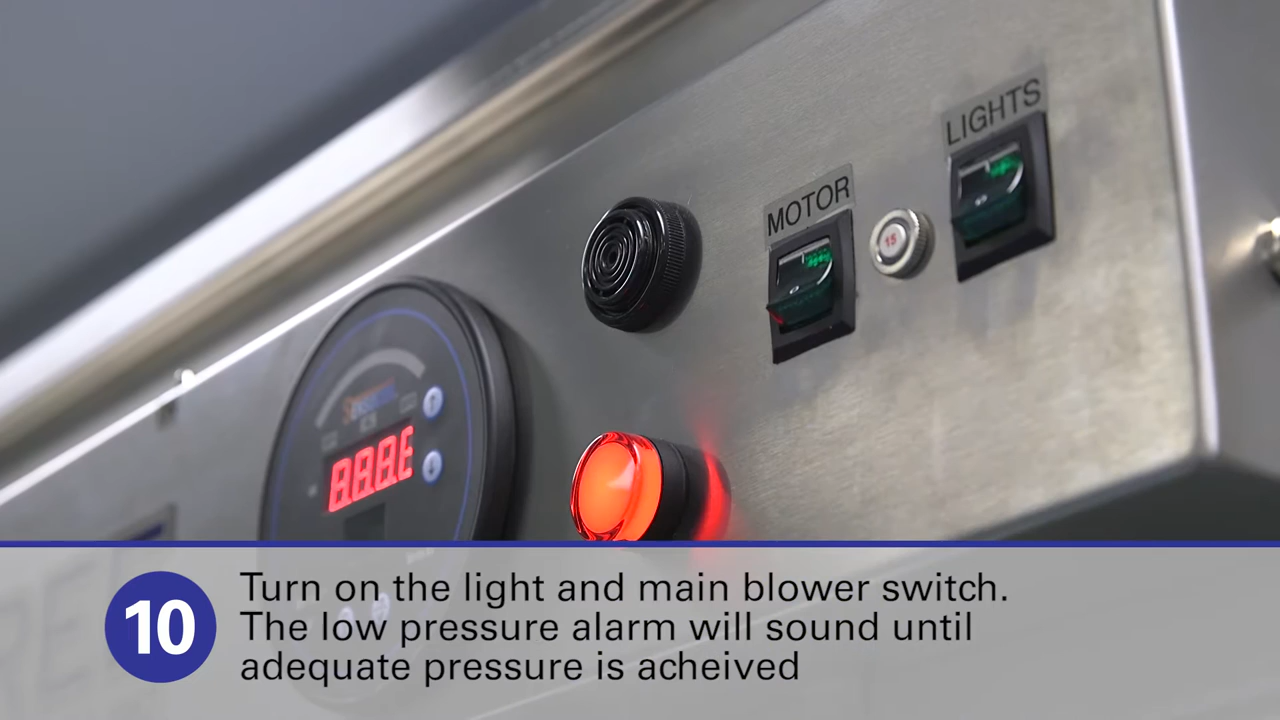 LIGHTS
MOTOR
15
10
Turn on the light and main blower switch.
The low pressure alarm will sound until
adequate pressure is acheived